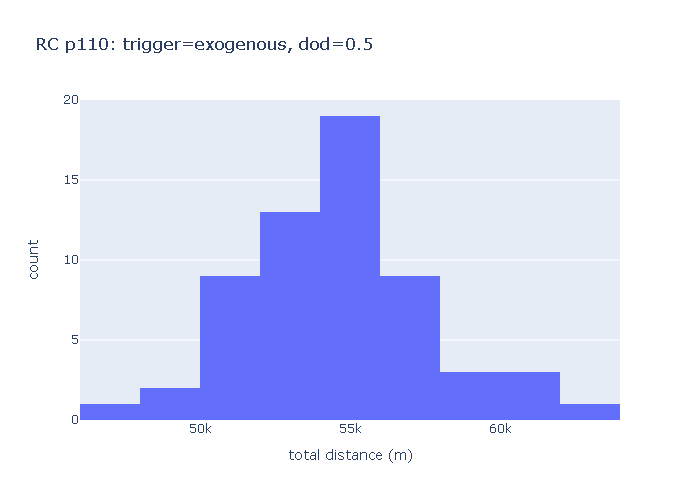 RC p110: trigger=exogenous, dod=0.5
20
15
10
5
0
count
50k 55k 60k
total distance (m)